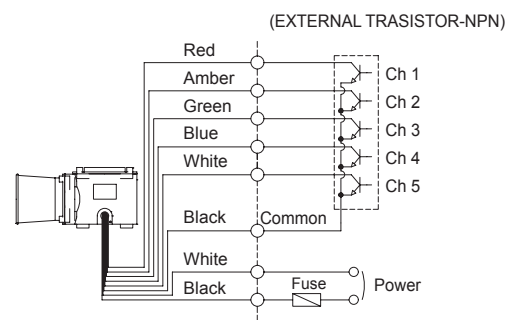 (EXTERNAL TRASISTOR-NPN)
Red
Ch 1
Amber
Ch 2
Green
Ch 3
Blue
Ch 4
White
Ch 5
Black Common
White
Black Fuse Power